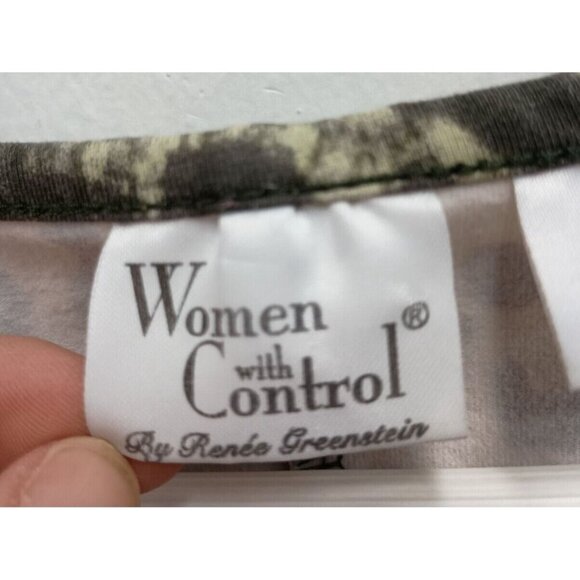 Women
with
Control®
By Renée Greenstein